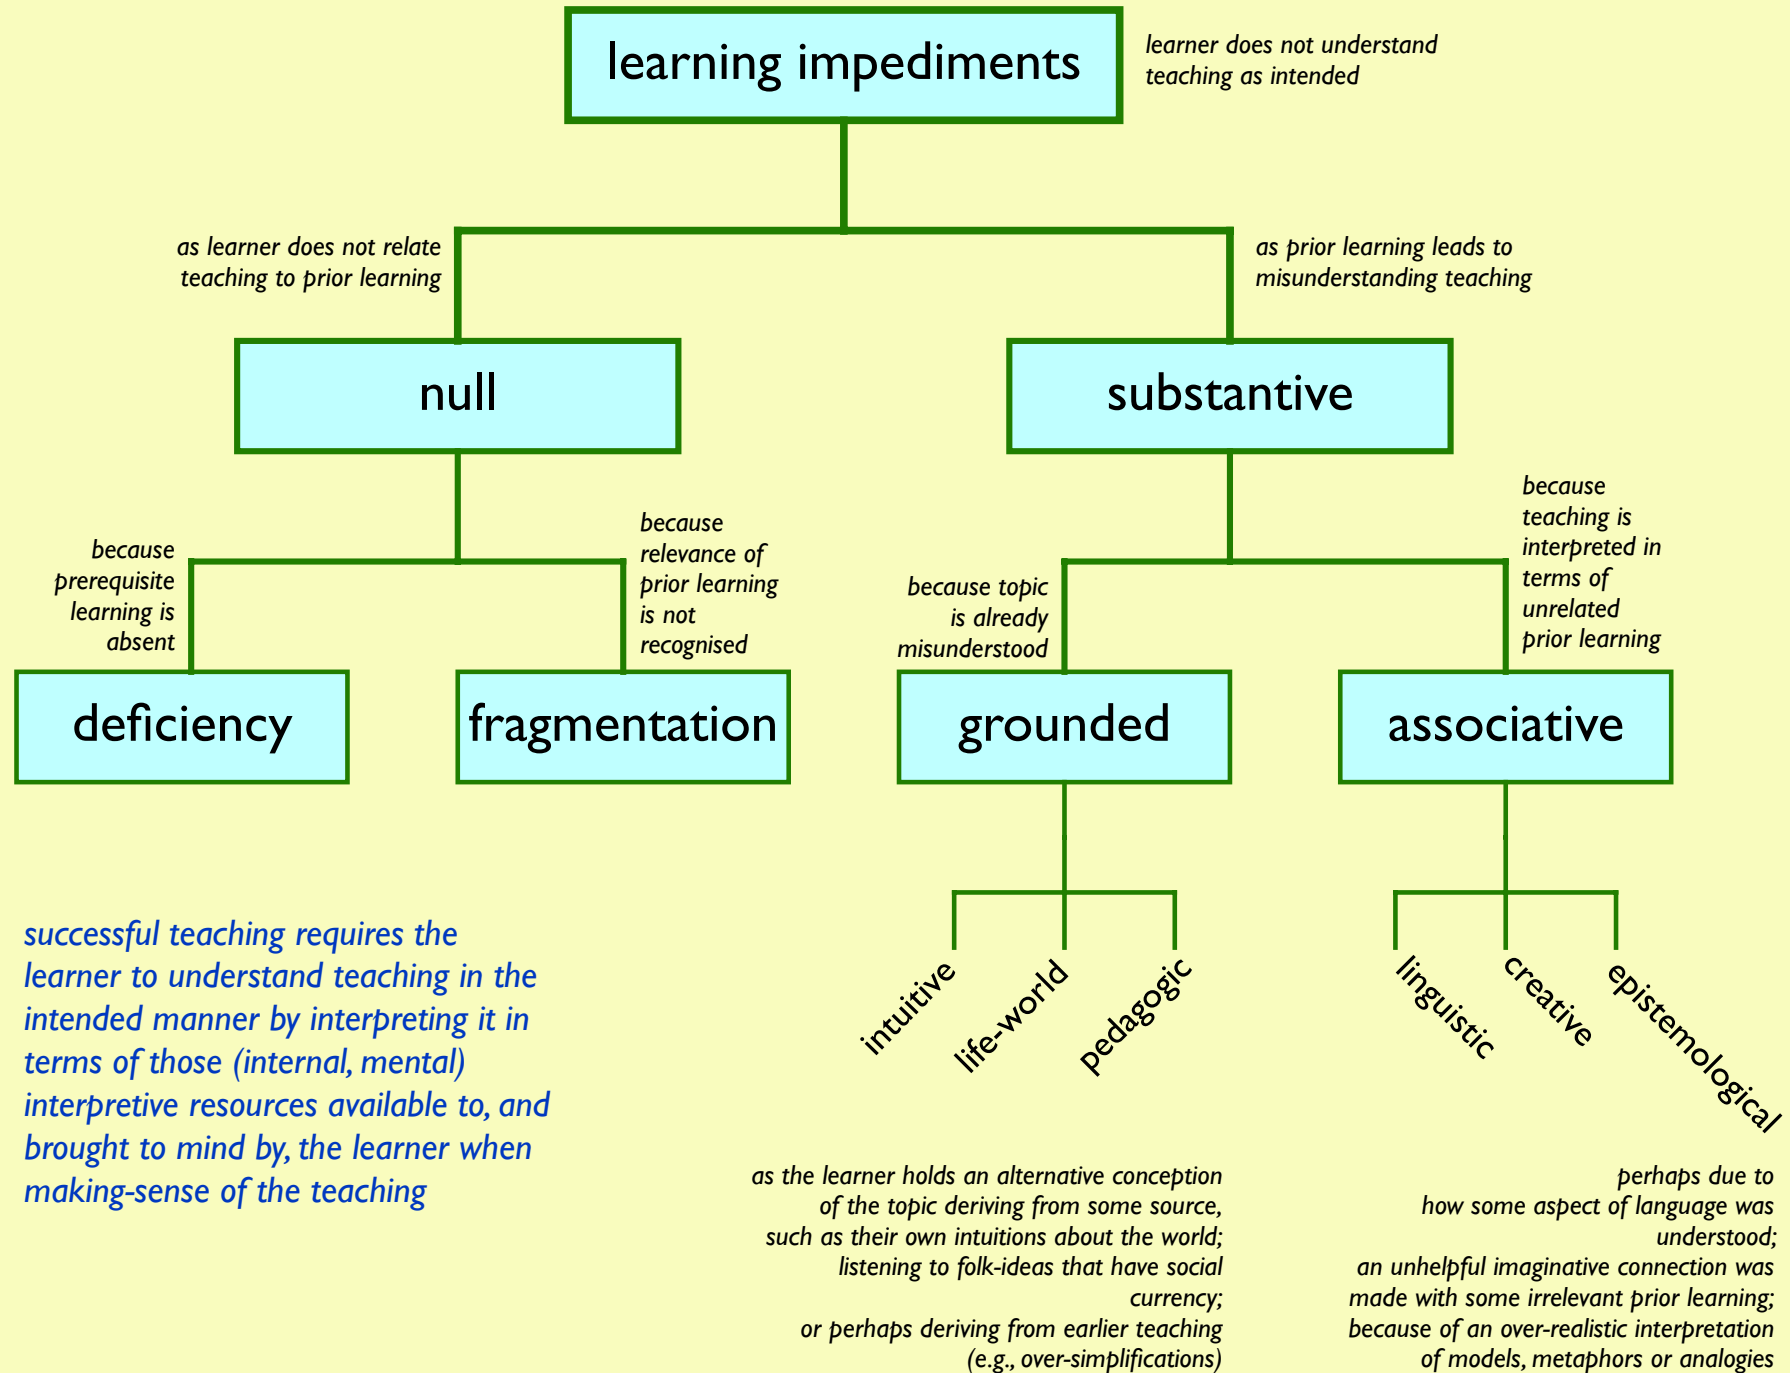 learning impediments
learner does not understand
teaching as intended
as learner does not relate
teaching to prior learning
as prior learning leads to
misunderstanding teaching
null
substantive
because
prerequisite
learning is
absent
because
relevance of
prior learning
is not
recognised
because topic
is already
misunderstood
because
teaching is
interpreted in
terms of
unrelated
prior learning
deficiency
fragmentation
grounded
associative
successful teaching requires the
learner to understand teaching in the
intended manner by interpreting it in
terms of those (internal, mental)
interpretive resources available to, and
brought to mind by, the learner when
making-sense of the teaching
intuitive
life-world
pedagogic
linguistic
creative
epistemological
as the learner holds an alternative conception
of the topic deriving from some source,
such as their own intuitions about the world;
listening to folk-ideas that have social
currency;
or perhaps deriving from earlier teaching
(e.g., over-simplifications)
perhaps due to
how some aspect of language was
understood;
an unhelpful imaginative connection was
made with some irrelevant prior learning;
because of an over-realistic interpretation
of models, metaphors or analogies